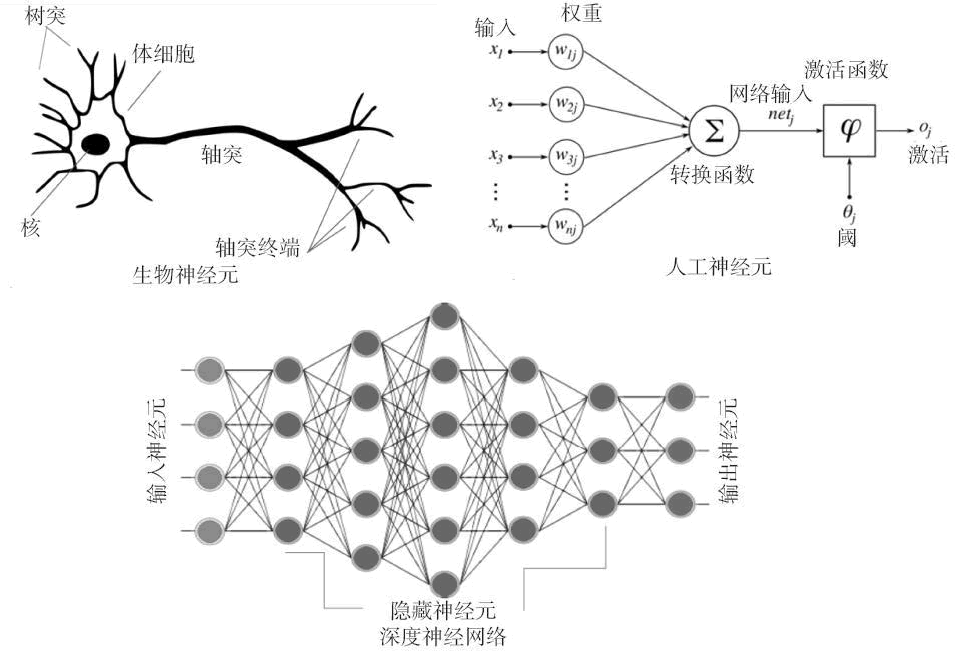 树突
体细胞
轴突
核
轴突终端
生物神经元
权重
输入
x1 w1j
x2 w2j
x3 w3j
⋮ ⋮
xn wnj
Σ
转换函数
网络输入
netj
激活函数
φ
oj
激活
θj
阈
人工神经元
输入神经元
输出神经元
隐藏神经元
深度神经网络